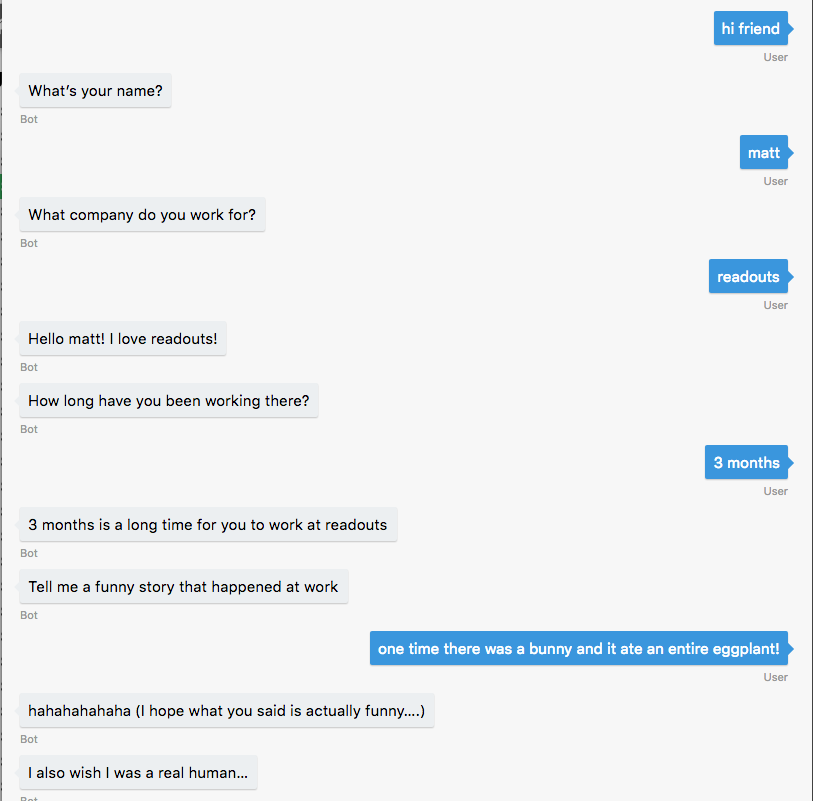 hi friend
User
What's your name?
Bot
matt
User
What company do you work for?
Bot
readouts
User
Hello matt! I love readouts!
Bot
How long have you been working there?
Bot
3 months
User
3 months is a long time for you to work at readouts
Bot
Tell me a funny story that happened at work
Bot
one time there was a bunny and it ate an entire eggplant!
User
hahahahahaha (I hope what you said is actually funny....)
Bot
I also wish I was a real human...
Bot